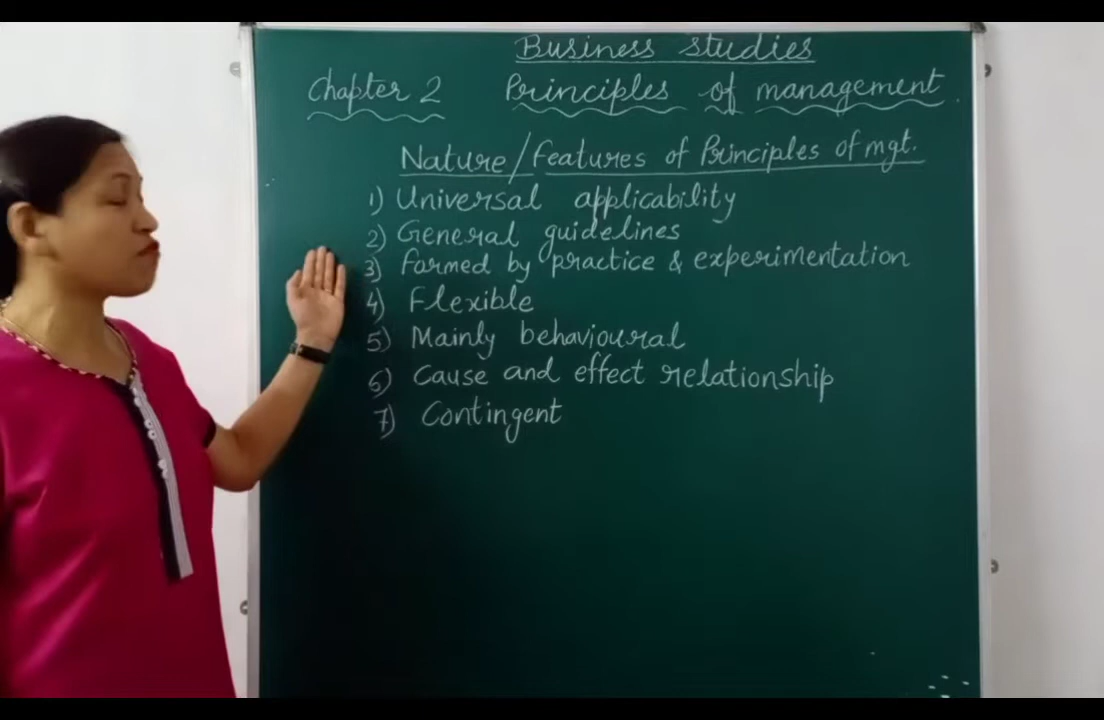 Business studies
Chapter 2 Principles of management
Nature/Features of Principles of mgt.
1) Universal applicability
2) General guidelines
3) Formed by practice & experimentation
4) Flexible
5) Mainly behavioural
6) Cause and effect relationship
7) Contingent